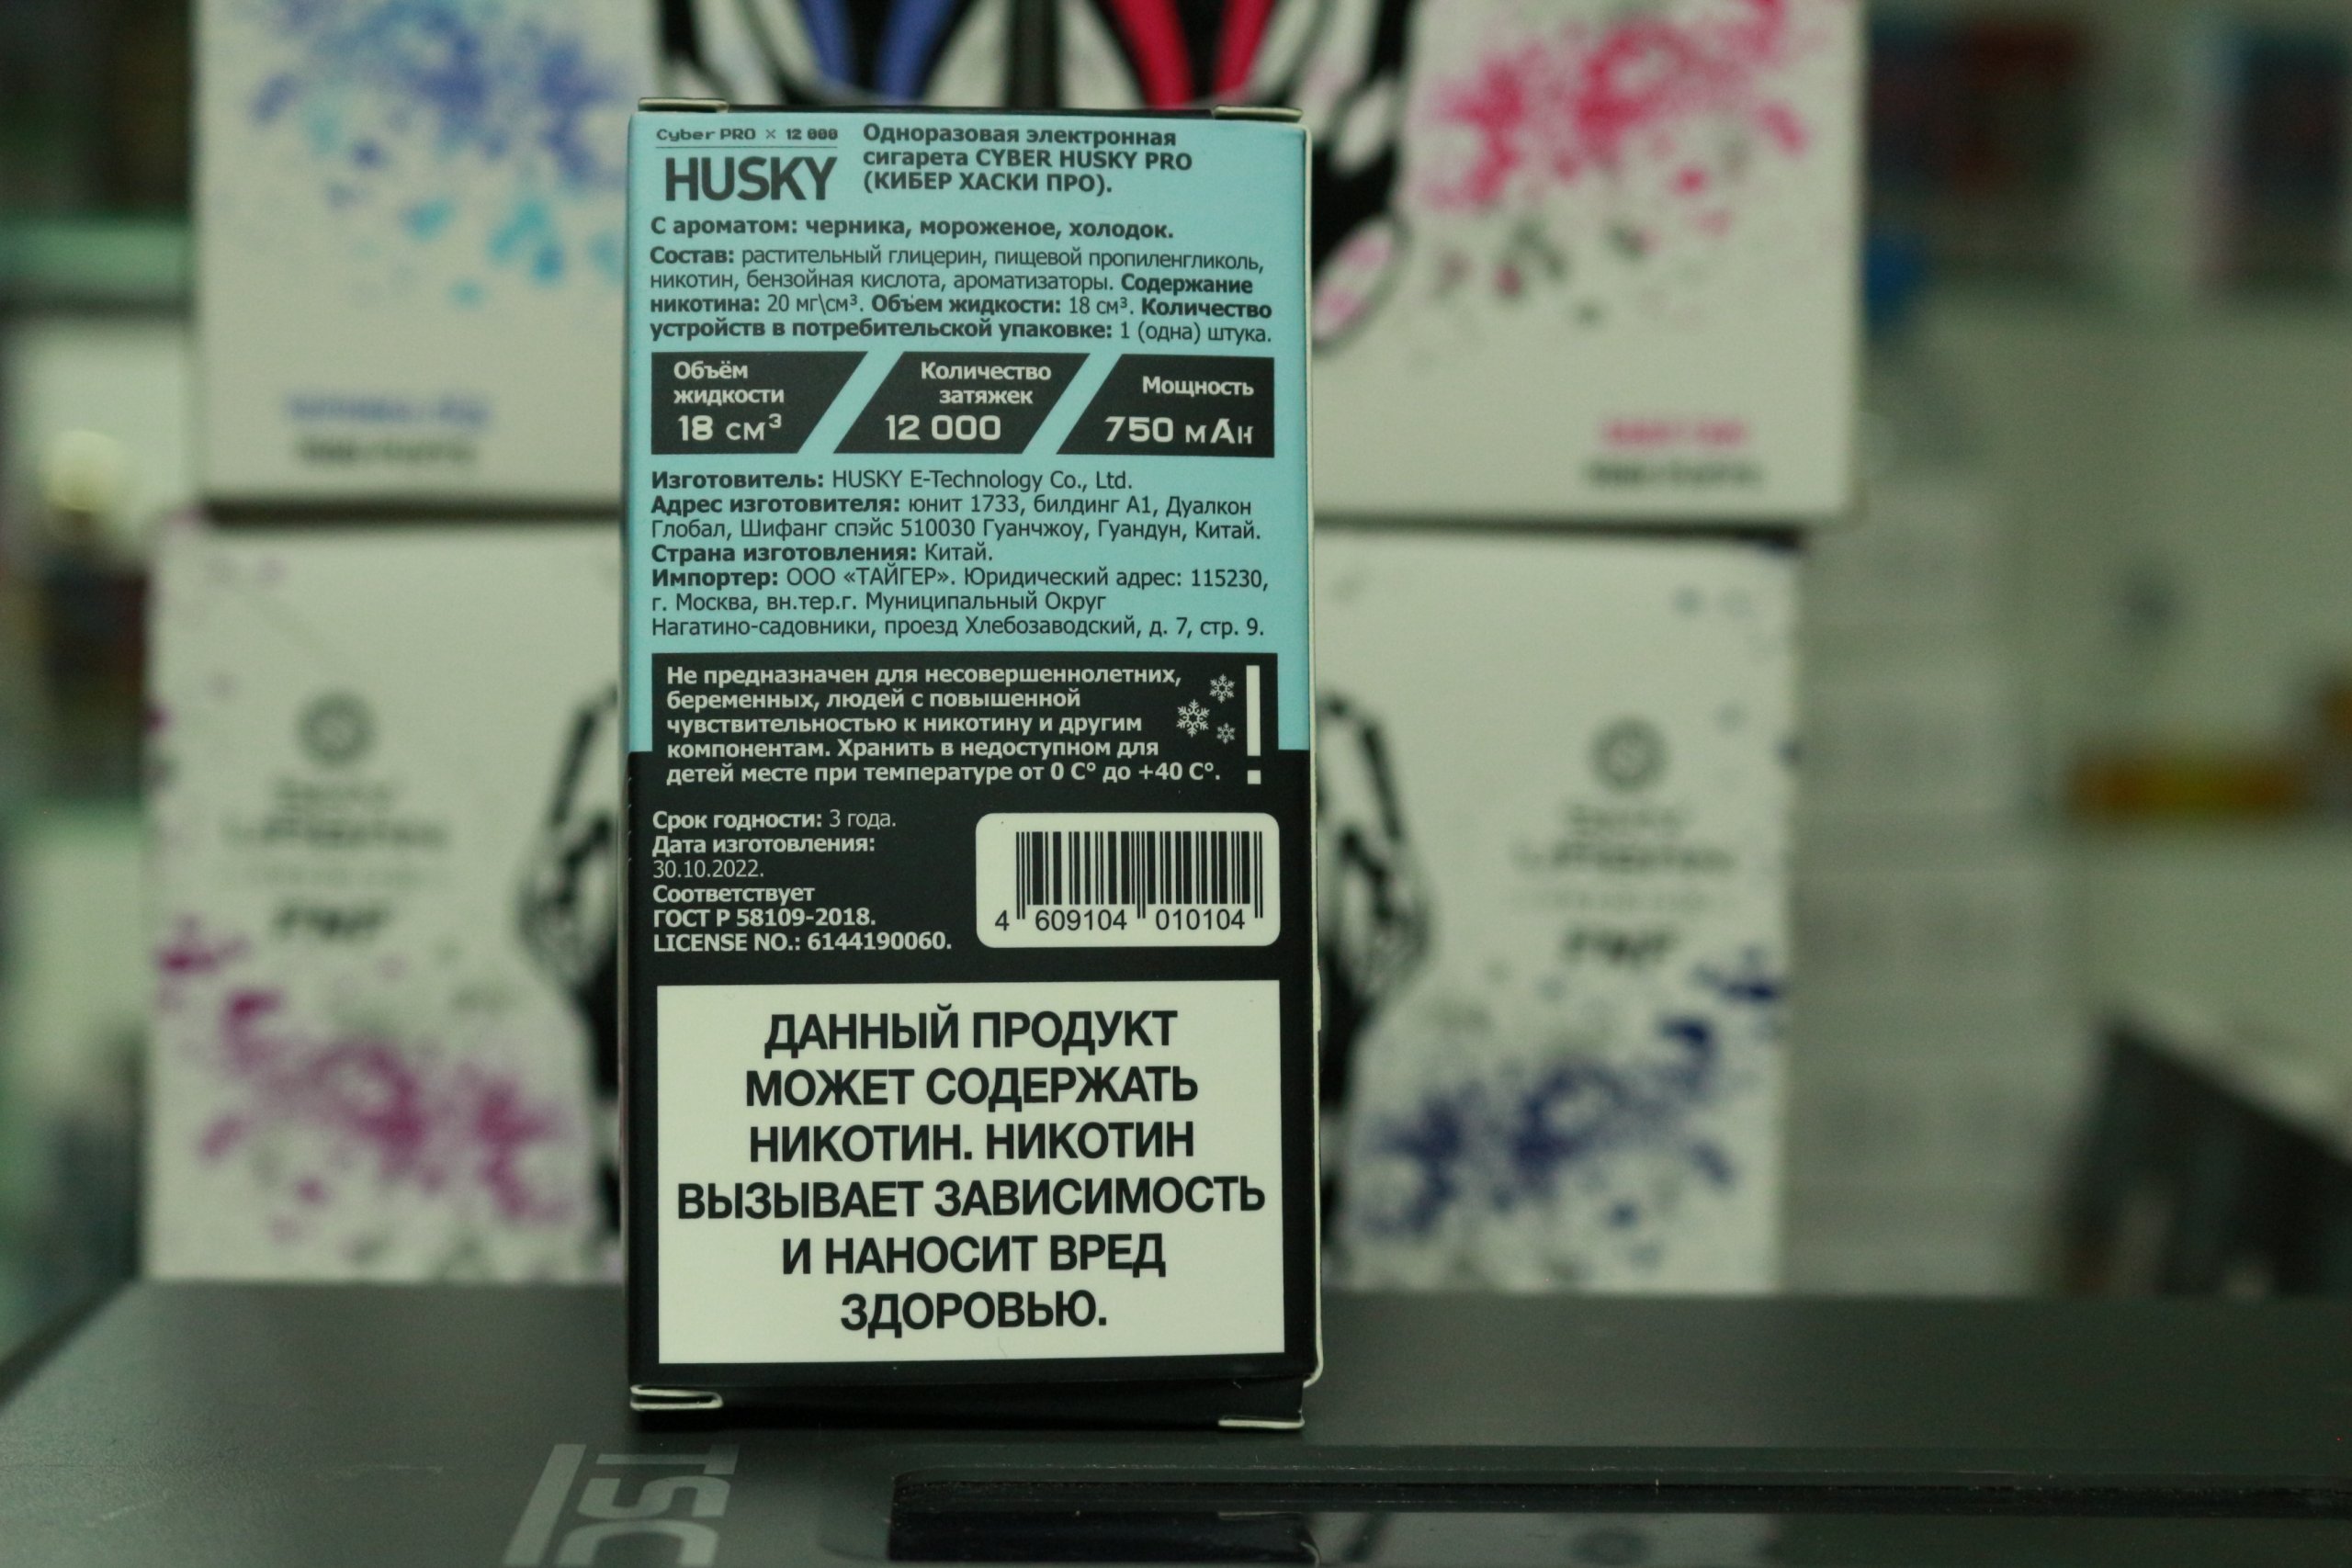 Cyber PRO × 12 000
HUSKY
Одноразовая электронная
сигарета CYBER HUSKY PRO
(КИБЕР ХАСКИ ПРО).
С ароматом: черника, мороженое, холодок.
Состав: растительный глицерин, пищевой пропиленгликоль,
никотин, бензойная кислота, ароматизаторы. Содержание
никотина: 20 мг\см³. Объем жидкости: 18 см³. Количество
устройств в потребительской упаковке: 1 (одна) штука.
Объём
жидкости
18 см³
Количество
затяжек
12 000
Мощность
750 мАн
Изготовитель: HUSKY E-Technology Co., Ltd.
Адрес изготовителя: юнит 1733, билдинг А1, Дуалкон
Глобал, Шифанг спэйс 510030 Гуанчжоу, Гуандун, Китай.
Страна изготовления: Китай.
Импортер: ООО «ТАЙГЕР». Юридический адрес: 115230,
г. Москва, вн.тер.г. Муниципальный Округ
Нагатино-садовники, проезд Хлебозаводский, д. 7, стр. 9.
Не предназначен для несовершеннолетних,
беременных, людей с повышенной
чувствительностью к никотину и другим
компонентам. Хранить в недоступном для
детей месте при температуре от 0 С° до +40 С°.
Срок годности: 3 года.
Дата изготовления:
30.10.2022.
Соответствует
ГОСТ Р 58109-2018.
LICENSE NO.: 6144190060.
4 609104 010104
ДАННЫЙ ПРОДУКТ
МОЖЕТ СОДЕРЖАТЬ
НИКОТИН. НИКОТИН
ВЫЗЫВАЕТ ЗАВИСИМОСТЬ
И НАНОСИТ ВРЕД
ЗДОРОВЬЮ.